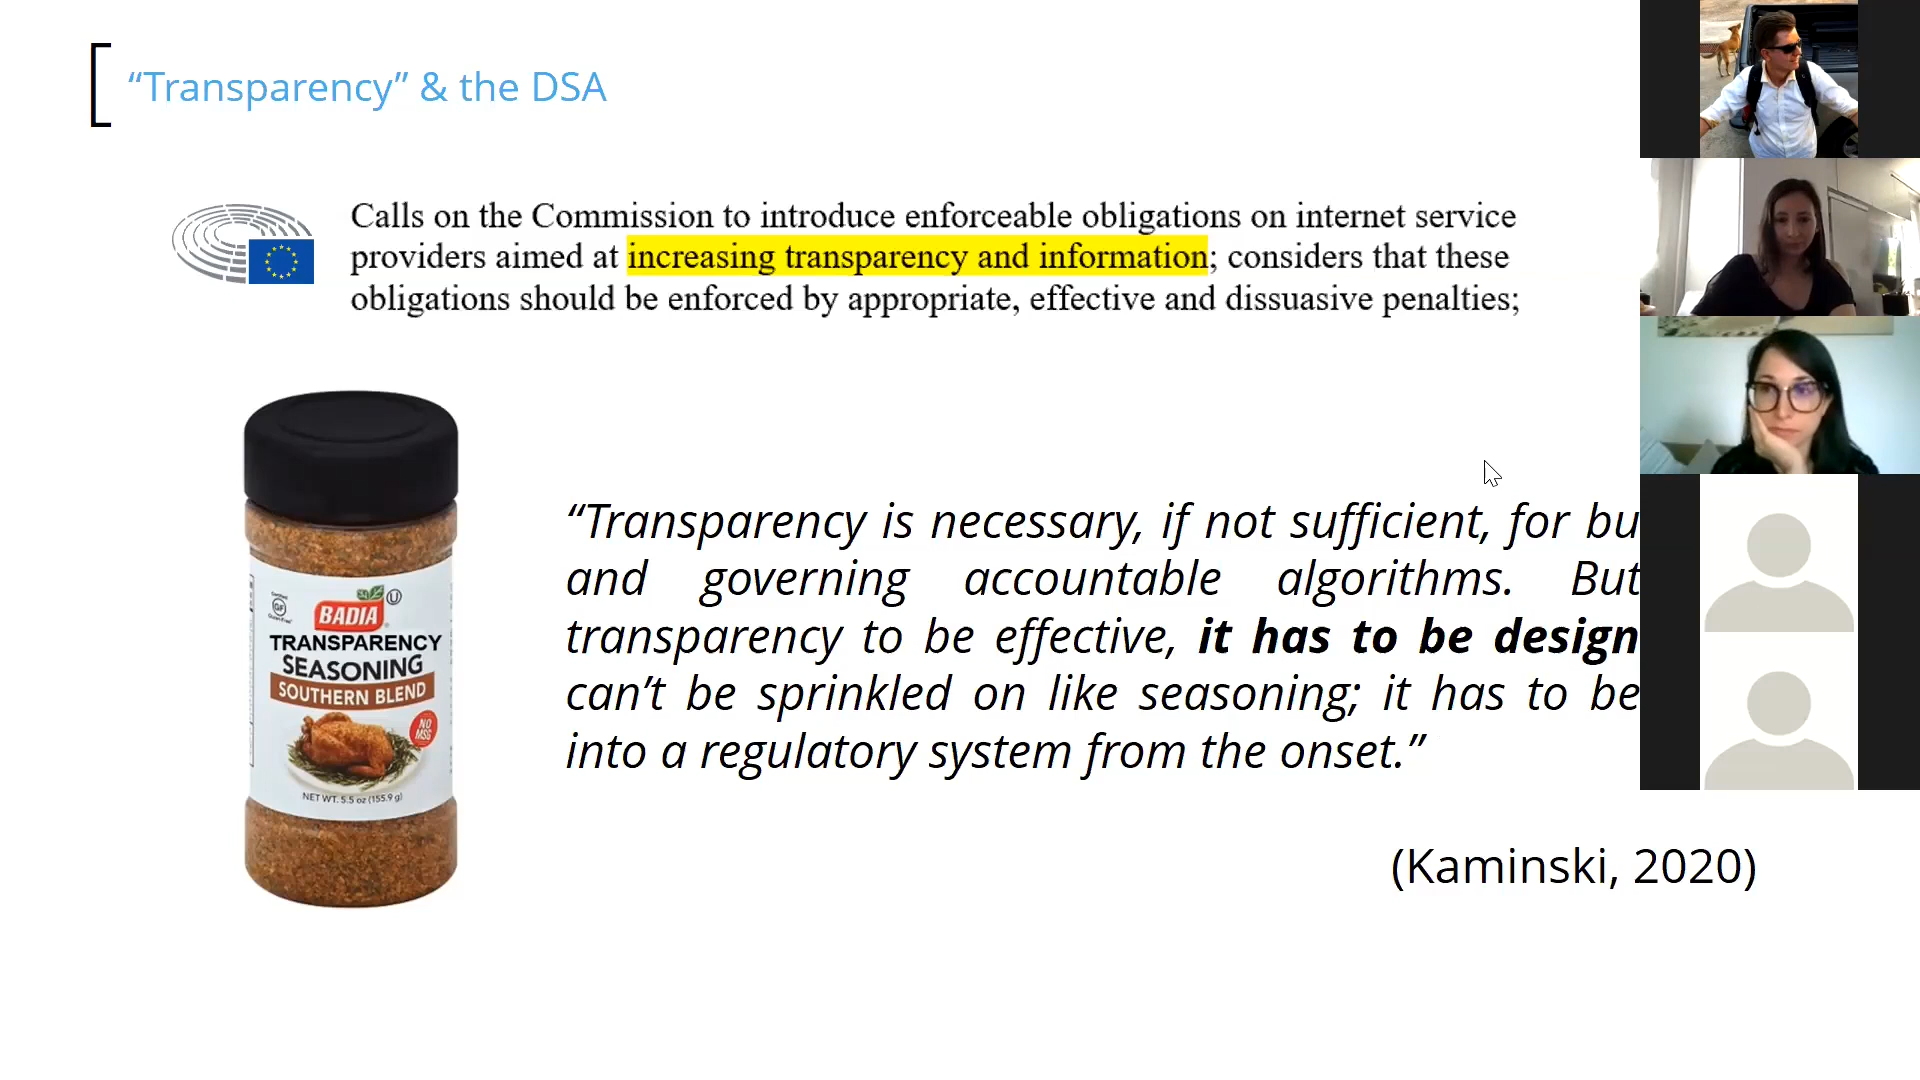 “Transparency” & the DSA
Calls on the Commission to introduce enforceable obligations on internet service
providers aimed at increasing transparency and information; considers that these
obligations should be enforced by appropriate, effective and dissuasive penalties;
“Transparency is necessary, if not sufficient, for bu
and governing accountable algorithms. But
transparency to be effective, it has to be design
can’t be sprinkled on like seasoning; it has to be
into a regulatory system from the onset.”
(Kaminski, 2020)
GF
U
BADIA
TRANSPARENCY
SEASONING
SOUTHERN BLEND
NO
MSG
NET WT. 5.5 oz (155.9 g)